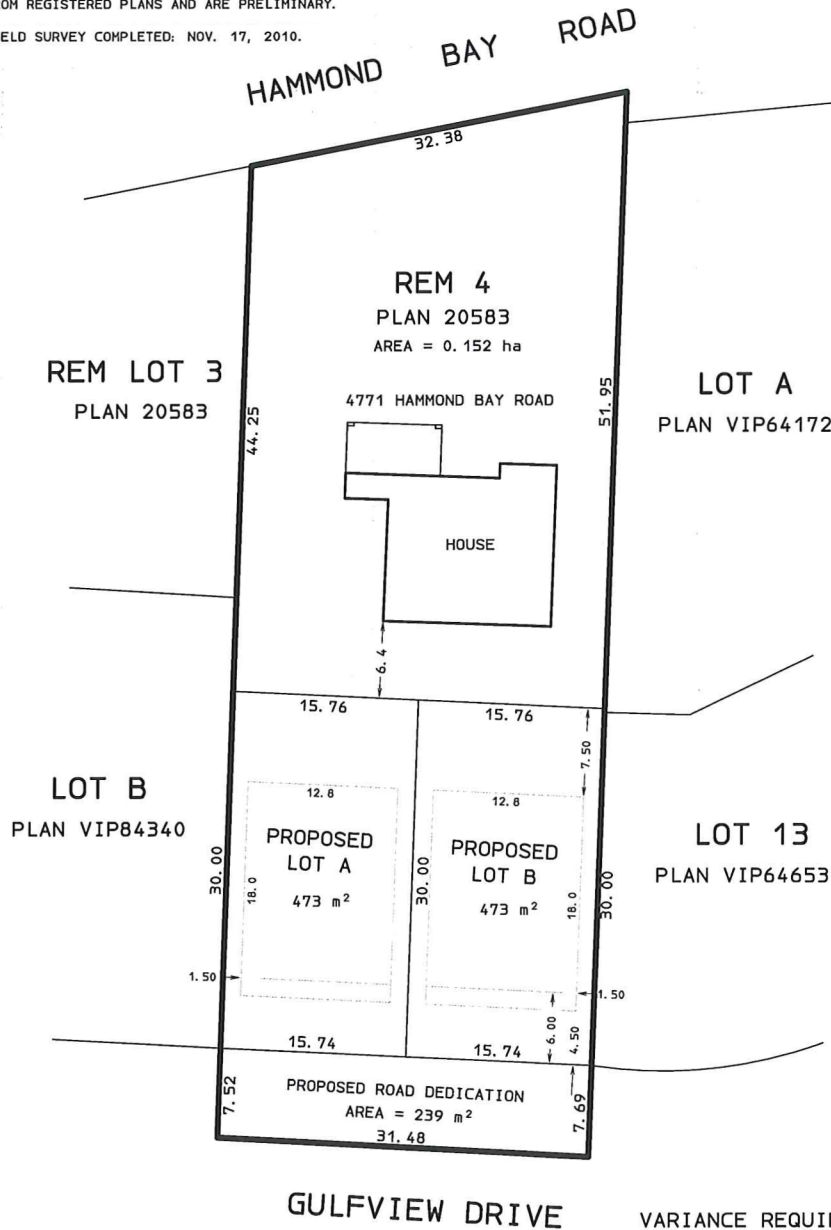 REGISTERED PLANS AND ARE PRELIMINARY.
SURVEY COMPLETED: NOV. 17, 2010.
HAMMOND BAY ROAD
32.38
REM 4
PLAN 20583
AREA = 0.152 ha
REM LOT 3
PLAN 20583
44.25
4771 HAMMOND BAY ROAD
51.95
LOT A
PLAN VIP64172
HOUSE
6.4
15.76
15.76
7.50
LOT B
PLAN VIP84340
30.00
12.8
PROPOSED
LOT A
473 m²
18.0
1.50
30.00
12.8
PROPOSED
LOT B
473 m²
18.0
30.00
1.50
LOT 13
PLAN VIP64653
6.00
4.50
15.74
15.74
7.52
PROPOSED ROAD DEDICATION
AREA = 239 m²
7.69
31.48
GULFVIEW DRIVE
VARIANCE